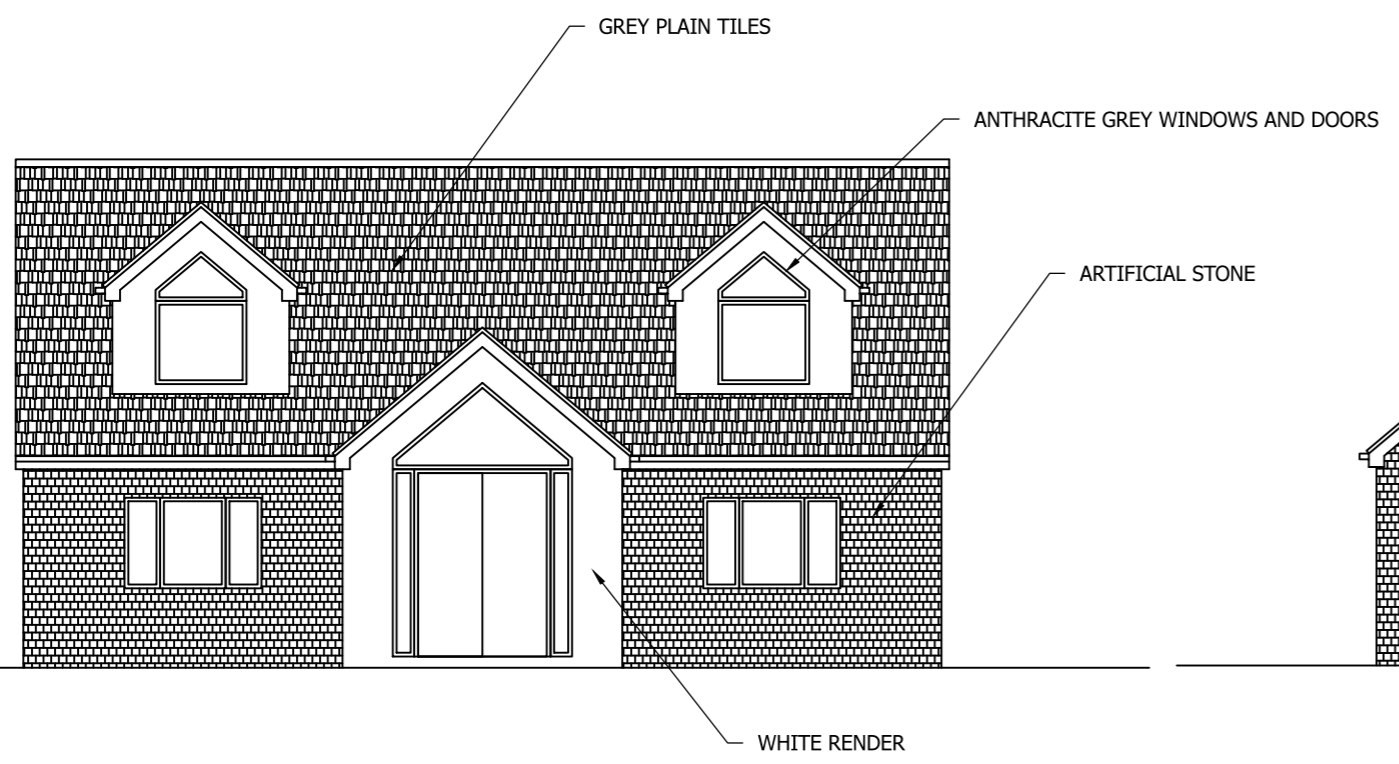 GREY PLAIN TILES
ANTHRACITE GREY WINDOWS AND DOORS
ARTIFICIAL STONE
WHITE RENDER